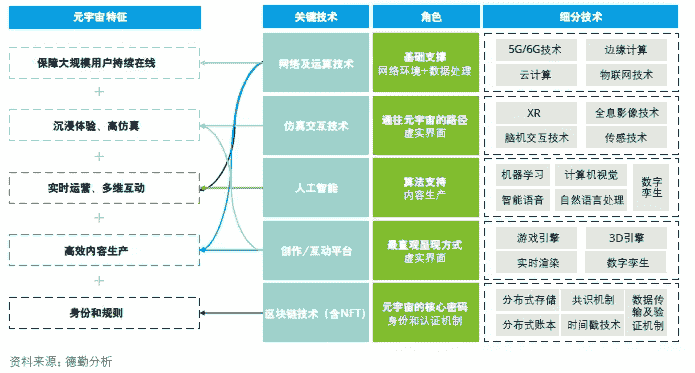 元宇宙特征
关键技术
角色
细分技术
保障大规模用户持续在线
+
沉浸体验、高仿真
+
实时运营、多维互动
+
高效内容生产
+
身份和规则
网络及运算技术
基础支撑
网络环境+数据处理
5G/6G技术
边缘计算
云计算
物联网技术
仿真交互技术
通往元宇宙的路径
虚实界面
XR
全息影像技术
脑机交互技术
传感技术
人工智能
算法支持
内容生产
机器学习
计算机视觉
数字
孪生
智能语音
自然语言处理
创作/互动平台
最直观呈现方式
虚实界面
游戏引擎
3D引擎
实时渲染
数字孪生
区块链技术（含NFT）
元宇宙的核心密码
身份和认证机制
分布式存储
共识机制
数据传
输及验
证机制
分布式账本
时间戳技术
资料来源：德勤分析